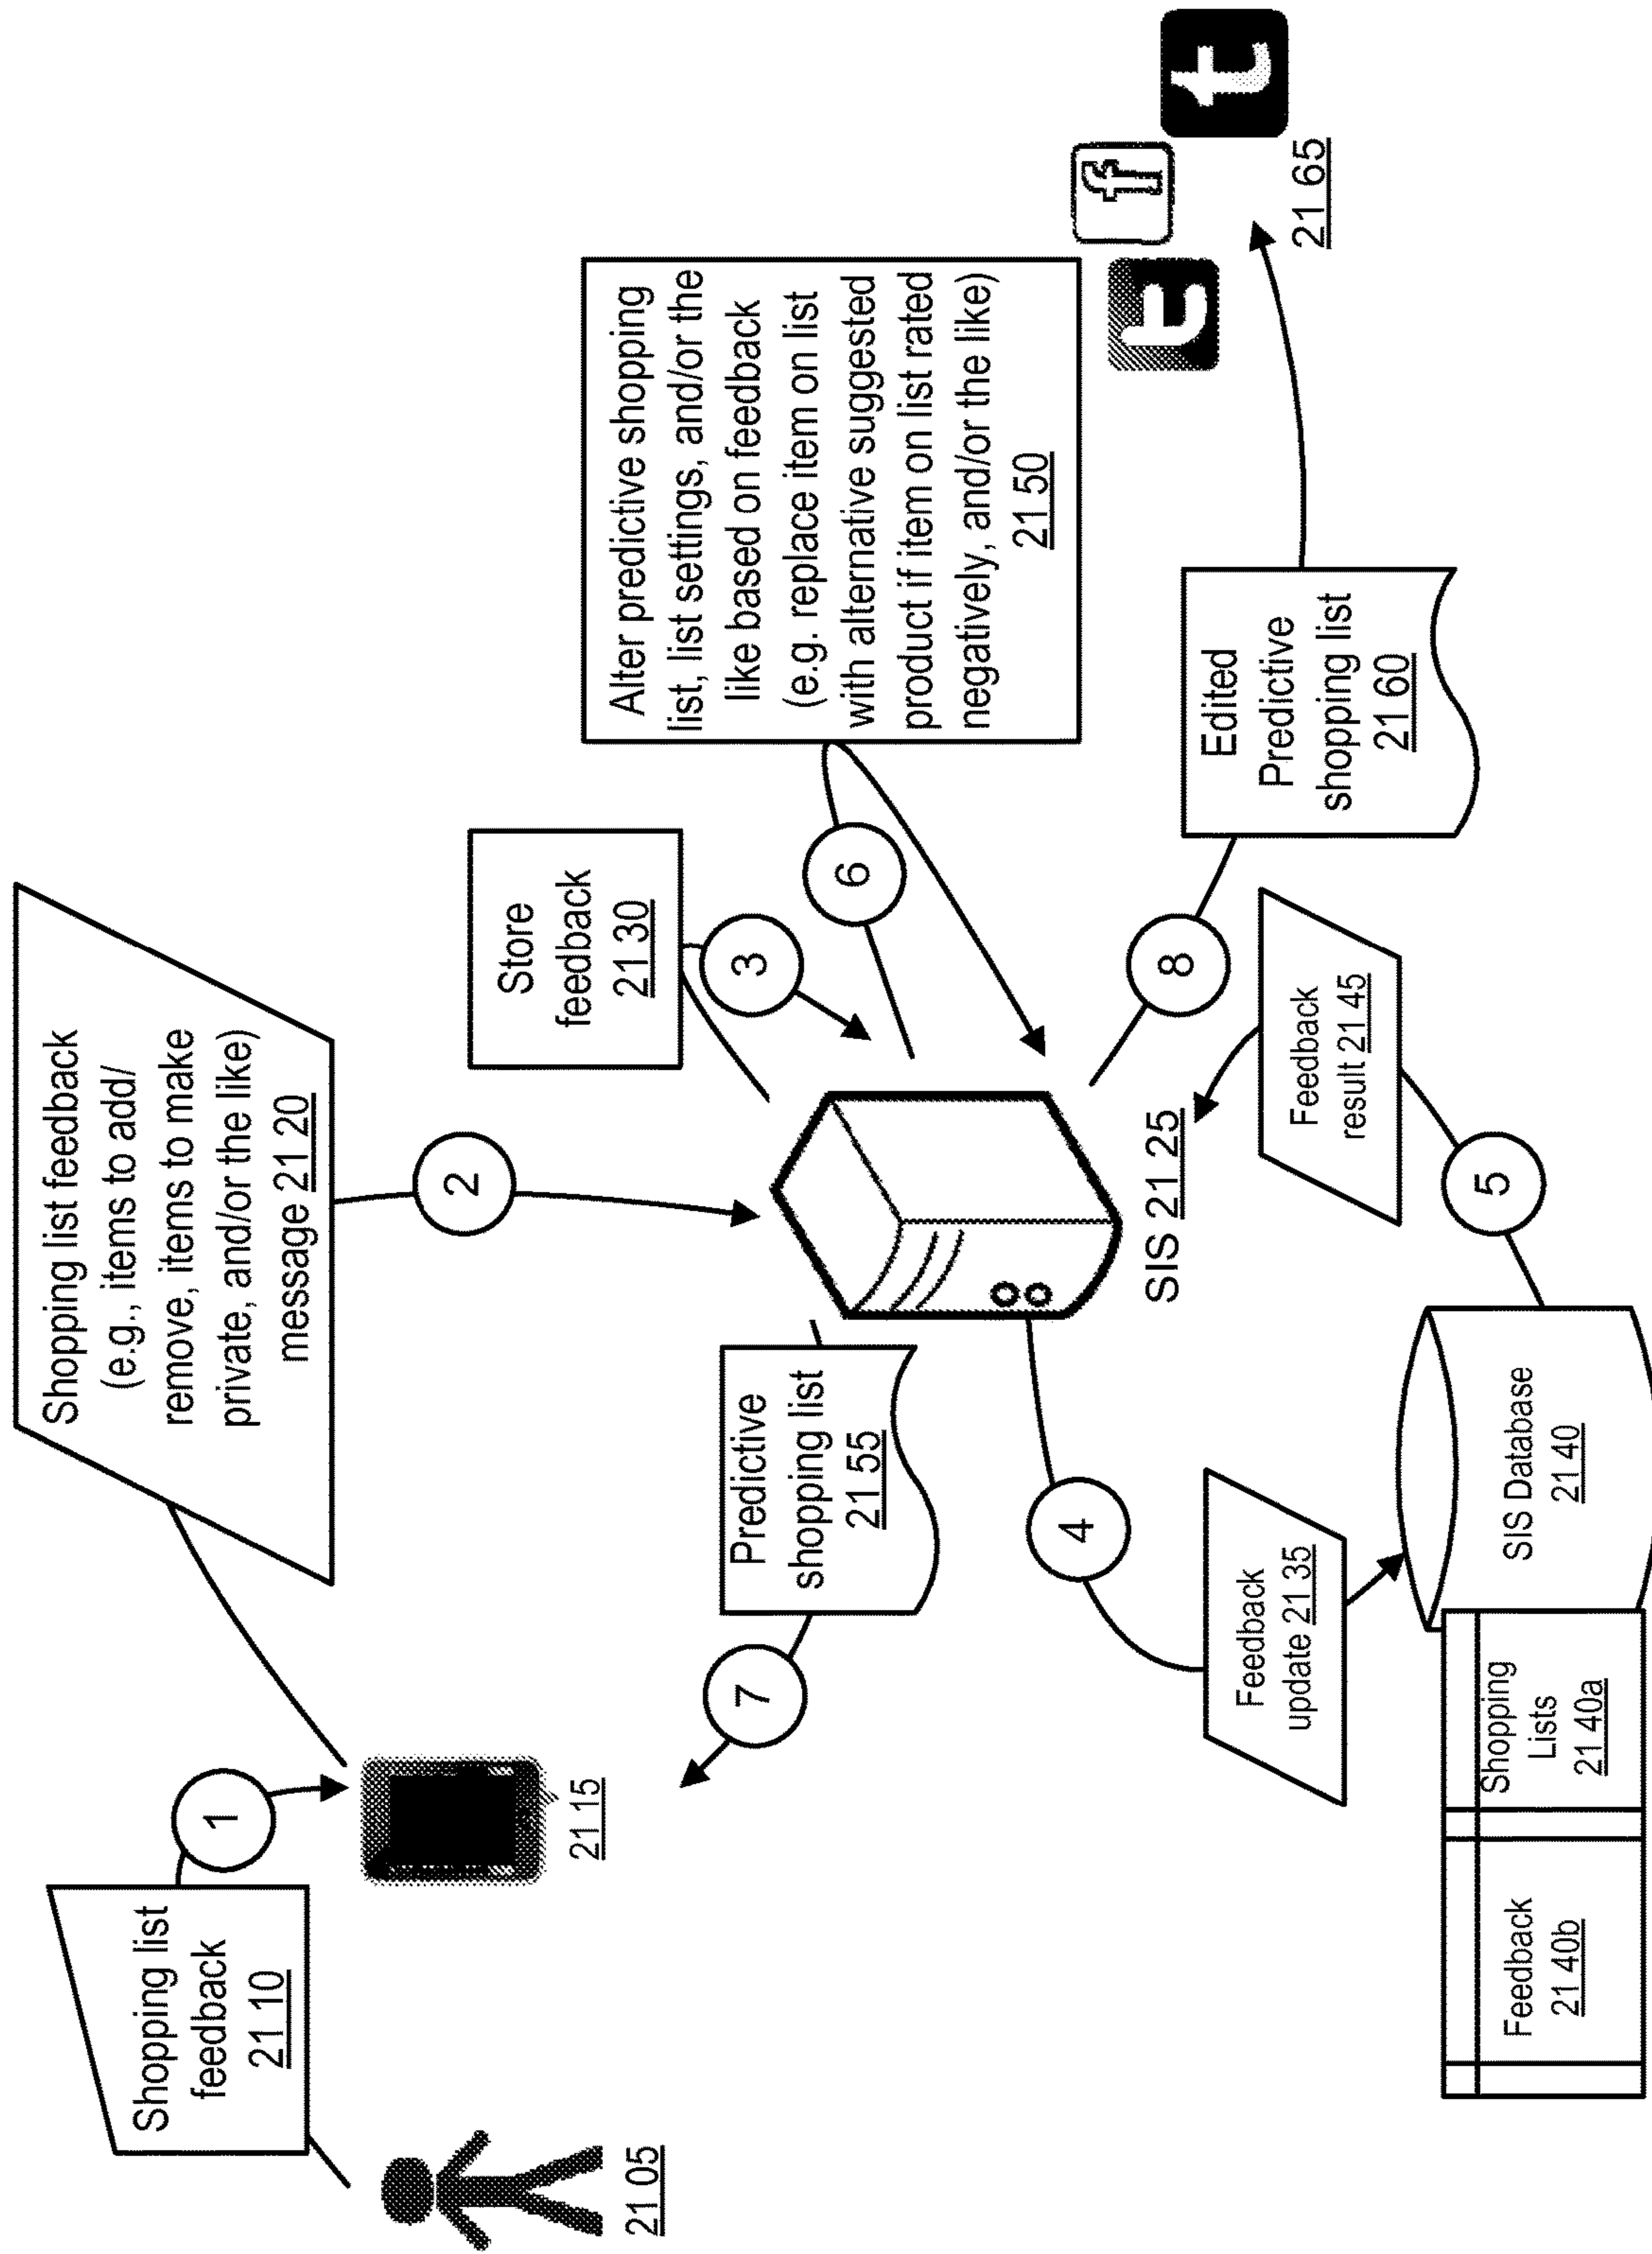 Shopping list
feedback
21 10
1
21 05
21 15
Shopping list feedback
(e.g., items to add/
remove, items to make
private, and/or the like)
message 21 20
2
Store
feedback
21 30
3
6
Alter predictive shopping
list, list settings, and/or the
like based on feedback
(e.g. replace item on list
with alternative suggested
product if item on list rated
negatively, and/or the like)
21 50
Predictive
shopping list
21 55
7
SIS 21 25
4
Feedback
update 21 35
Feedback
21 40b
Shopping
Lists
21 40a
SIS Database
21 40
5
Feedback
result 21 45
8
Edited
Predictive
shopping list
21 60
t
f
t
21 65